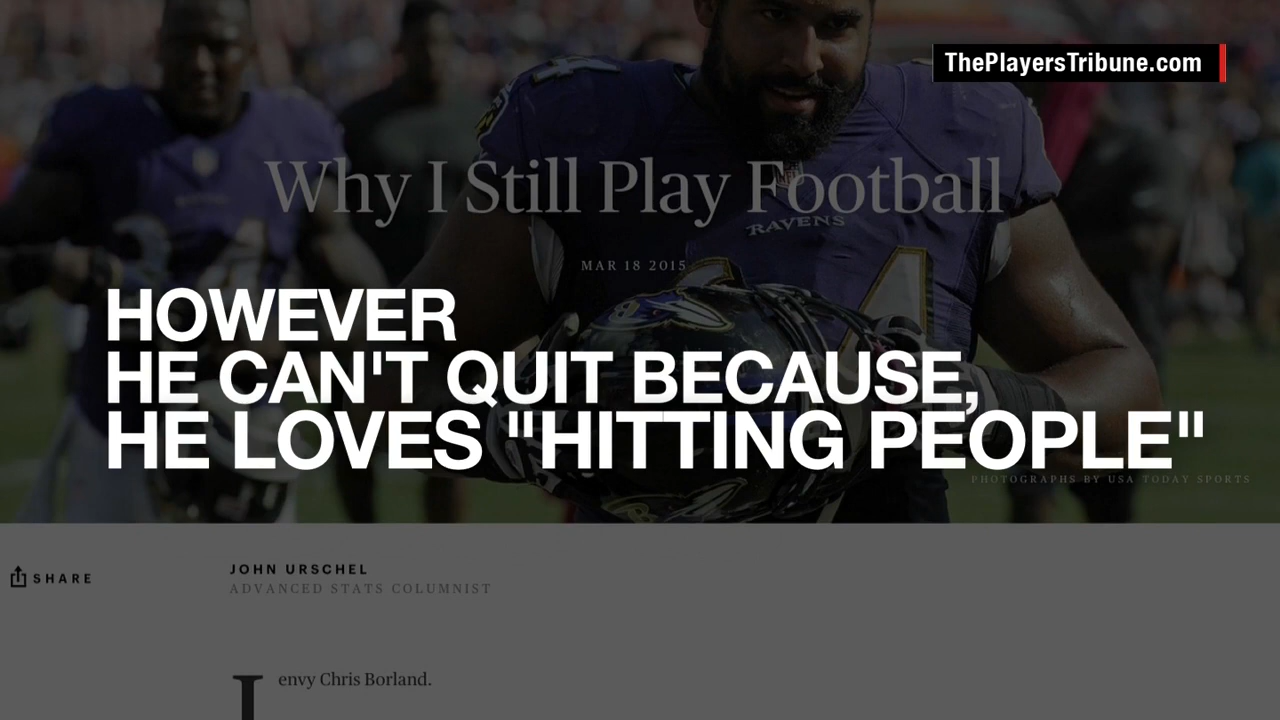 ThePlayersTribune.com
Why I Still Play Football
RAVENS
MAR 18 2015
HOWEVER
HE CAN'T QUIT BECAUSE,
HE LOVES "HITTING PEOPLE"
PHOTOGRAPHS BY USA TODAY SPORTS
SHARE
JOHN URSCHEL
ADVANCED STATS COLUMNIST
I envy Chris Borland.